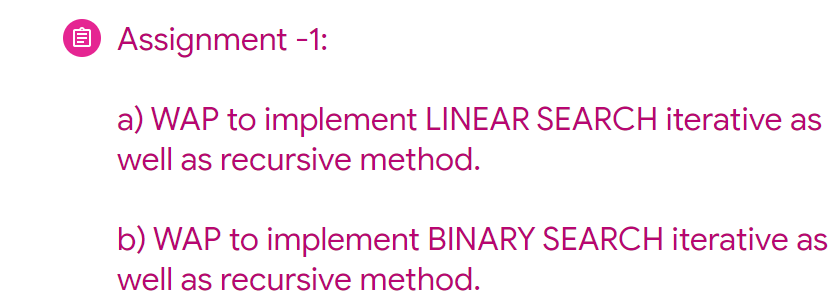 Assignment -1:
a) WAP to implement LINEAR SEARCH iterative as
well as recursive method.
b) WAP to implement BINARY SEARCH iterative as
well as recursive method.